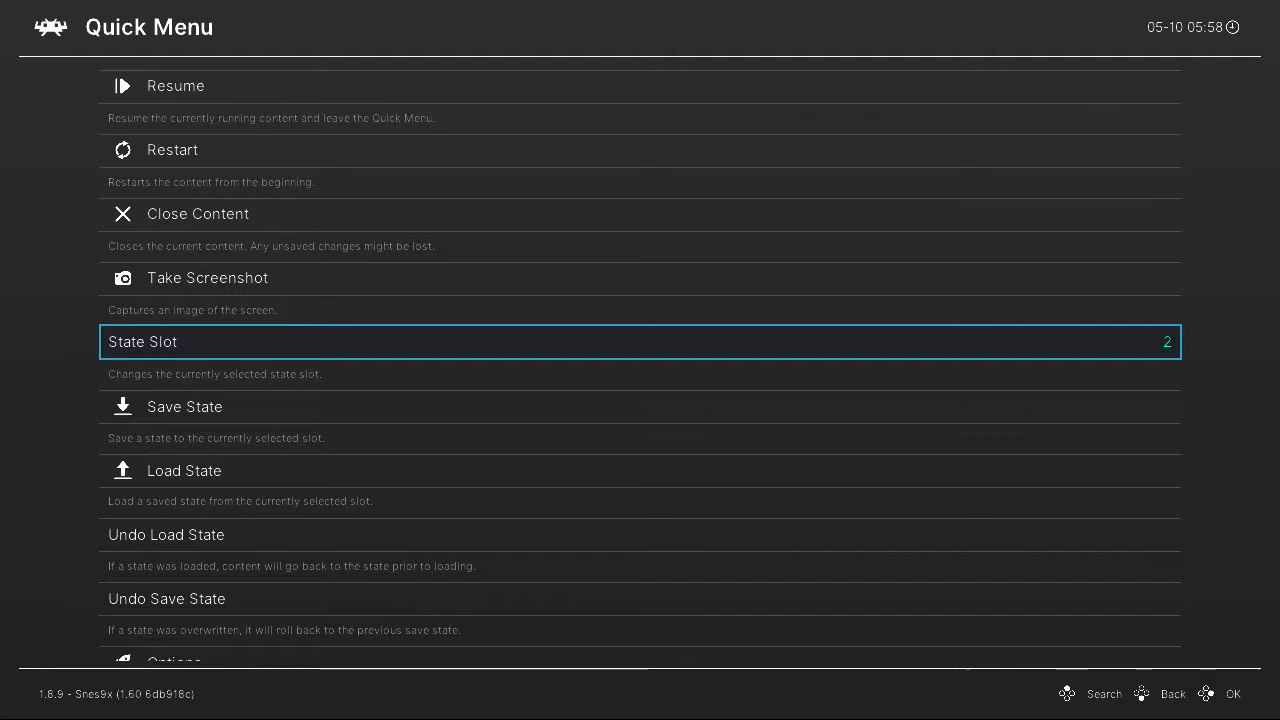 Quick Menu
05-10 05:58
Resume
Resume the currently running content and leave the Quick Menu.
Restart
Restarts the content from the beginning.
Close Content
Closes the current content. Any unsaved changes might be lost.
Take Screenshot
Captures an image of the screen.
State Slot 2
Changes the currently selected state slot.
Save State
Save a state to the currently selected slot.
Load State
Load a saved state from the currently selected slot.
Undo Load State
If a state was loaded, content will go back to the state prior to loading.
Undo Save State
If a state was overwritten, it will roll back to the previous save state.
Options
1.8.9 - Snes9x (1.60 6db918c)
Search Back OK